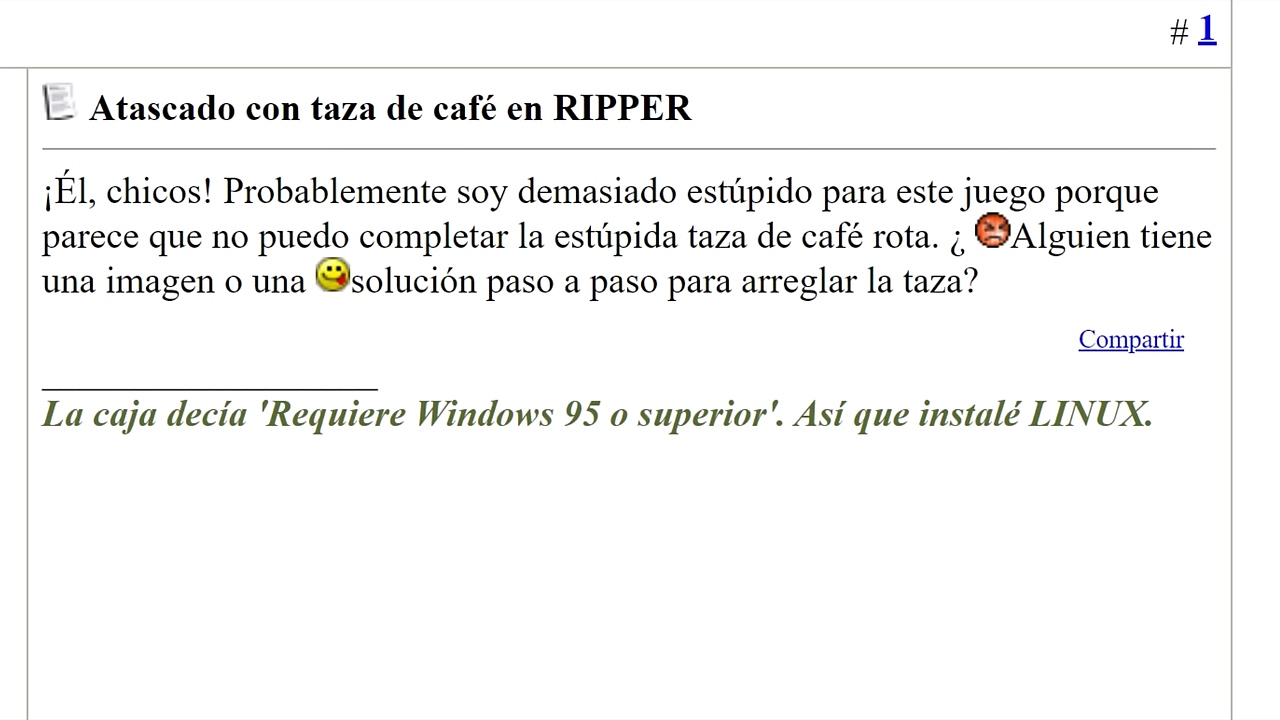 # 1
Atascado con taza de café en RIPPER
¡Él, chicos! Probablemente soy demasiado estúpido para este juego porque
parece que no puedo completar la estúpida taza de café rota. ¿ Alguien tiene
una imagen o una solución paso a paso para arreglar la taza?
Compartir
La caja decía 'Requiere Windows 95 o superior'. Así que instalé LINUX.